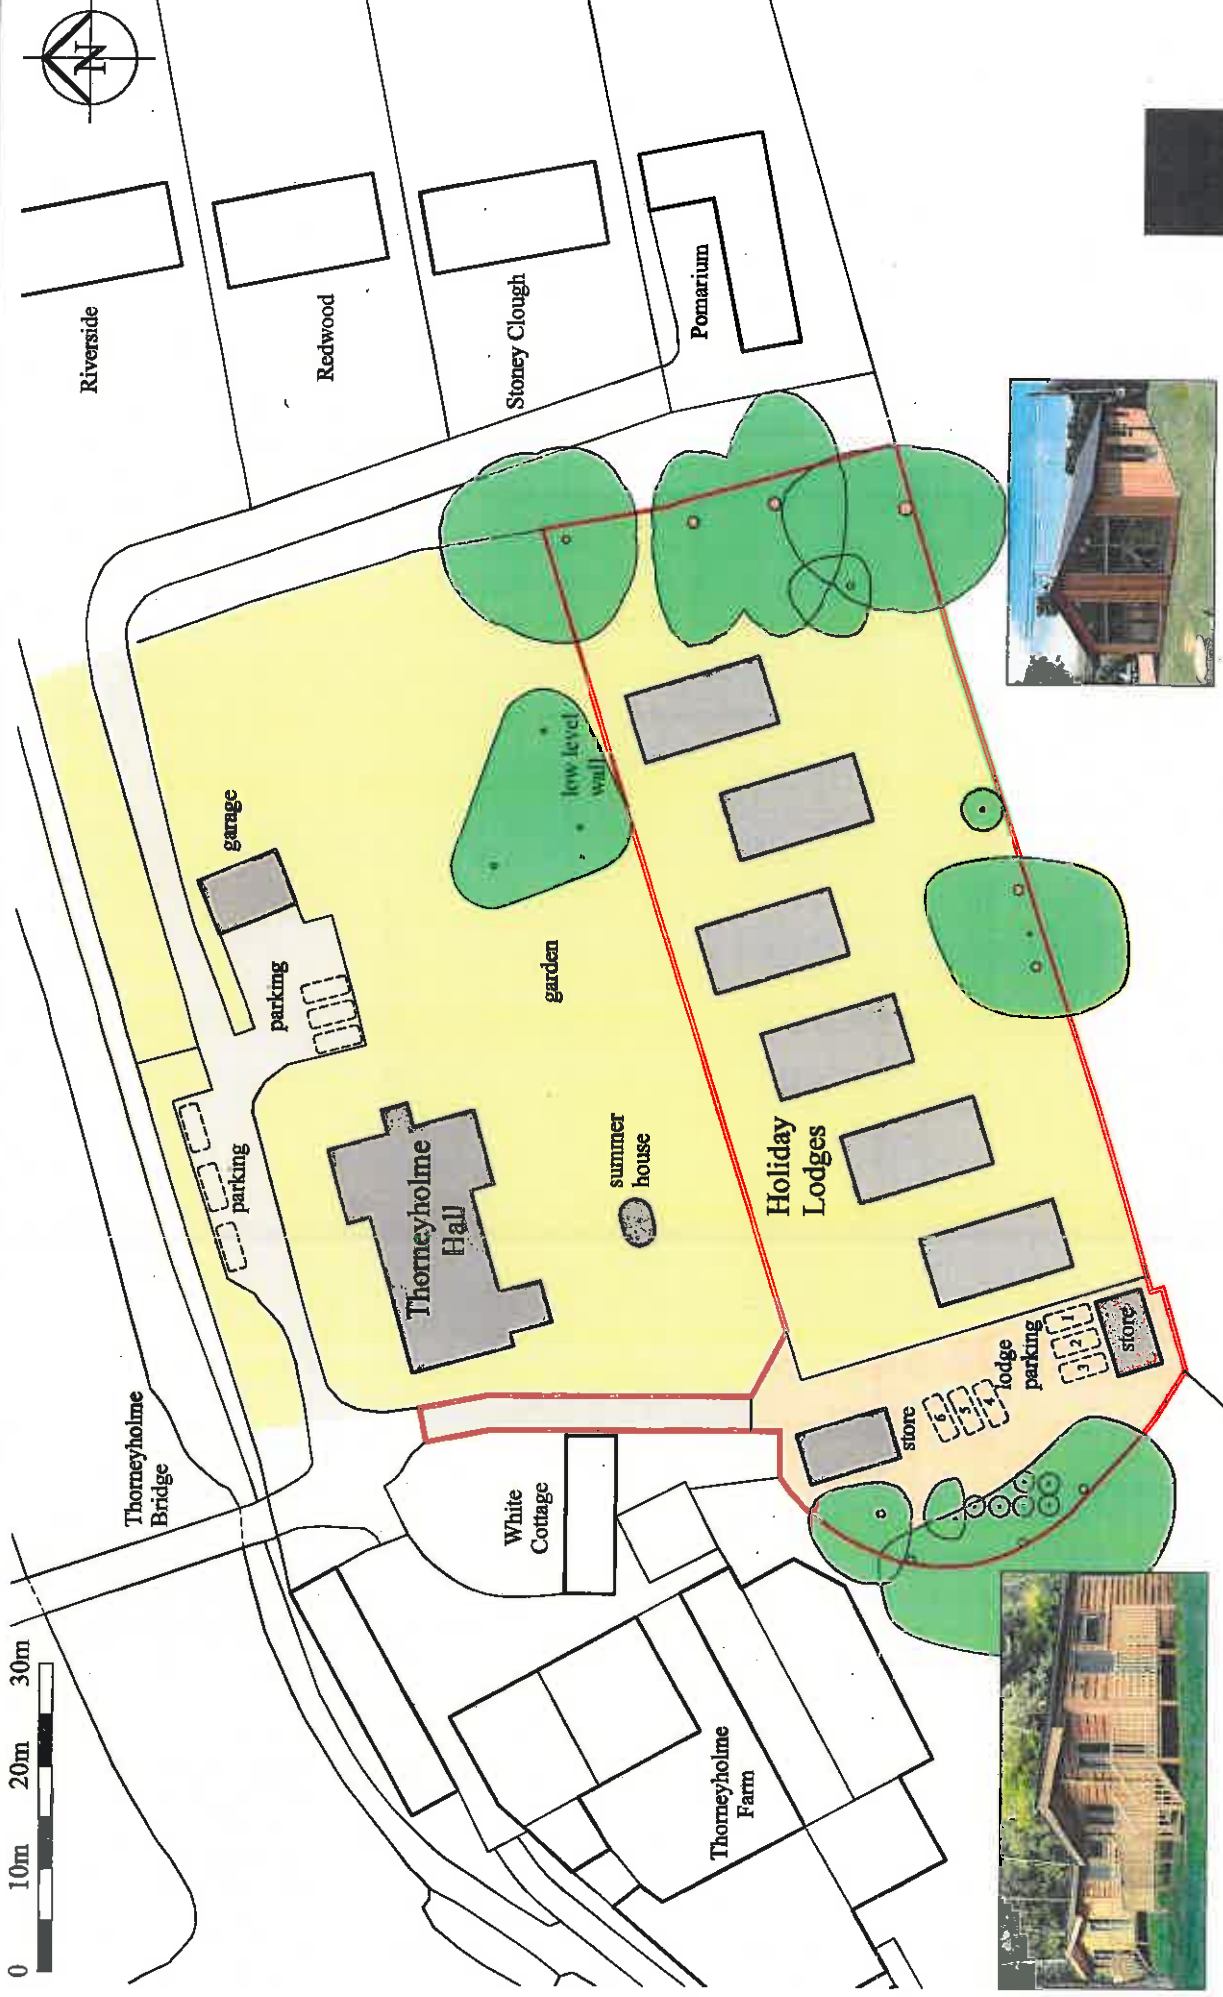 N
Riverside
Redwood
Stoney Clough
Pomarium
garage
parking
parking
low level
wall
garden
summer
house
Thorneyholme
Hall
Holiday
Lodges
lodge
parking
1
2
3
4
5
6
store
store
Thorneyholme
Bridge
White
Cottage
Thorneyholme
Farm
0 10m 20m 30m